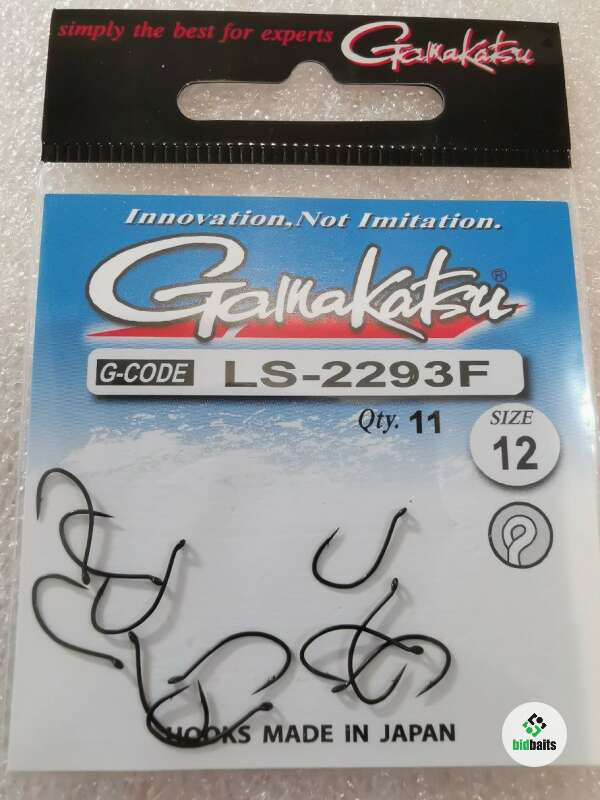 simply the best for experts Gamakatsu
Innovation, Not Imitation.
Gamakatsu®
G-CODE LS-2293F
Qty. 11
SIZE
12
HOOKS MADE IN JAPAN
bidbaits